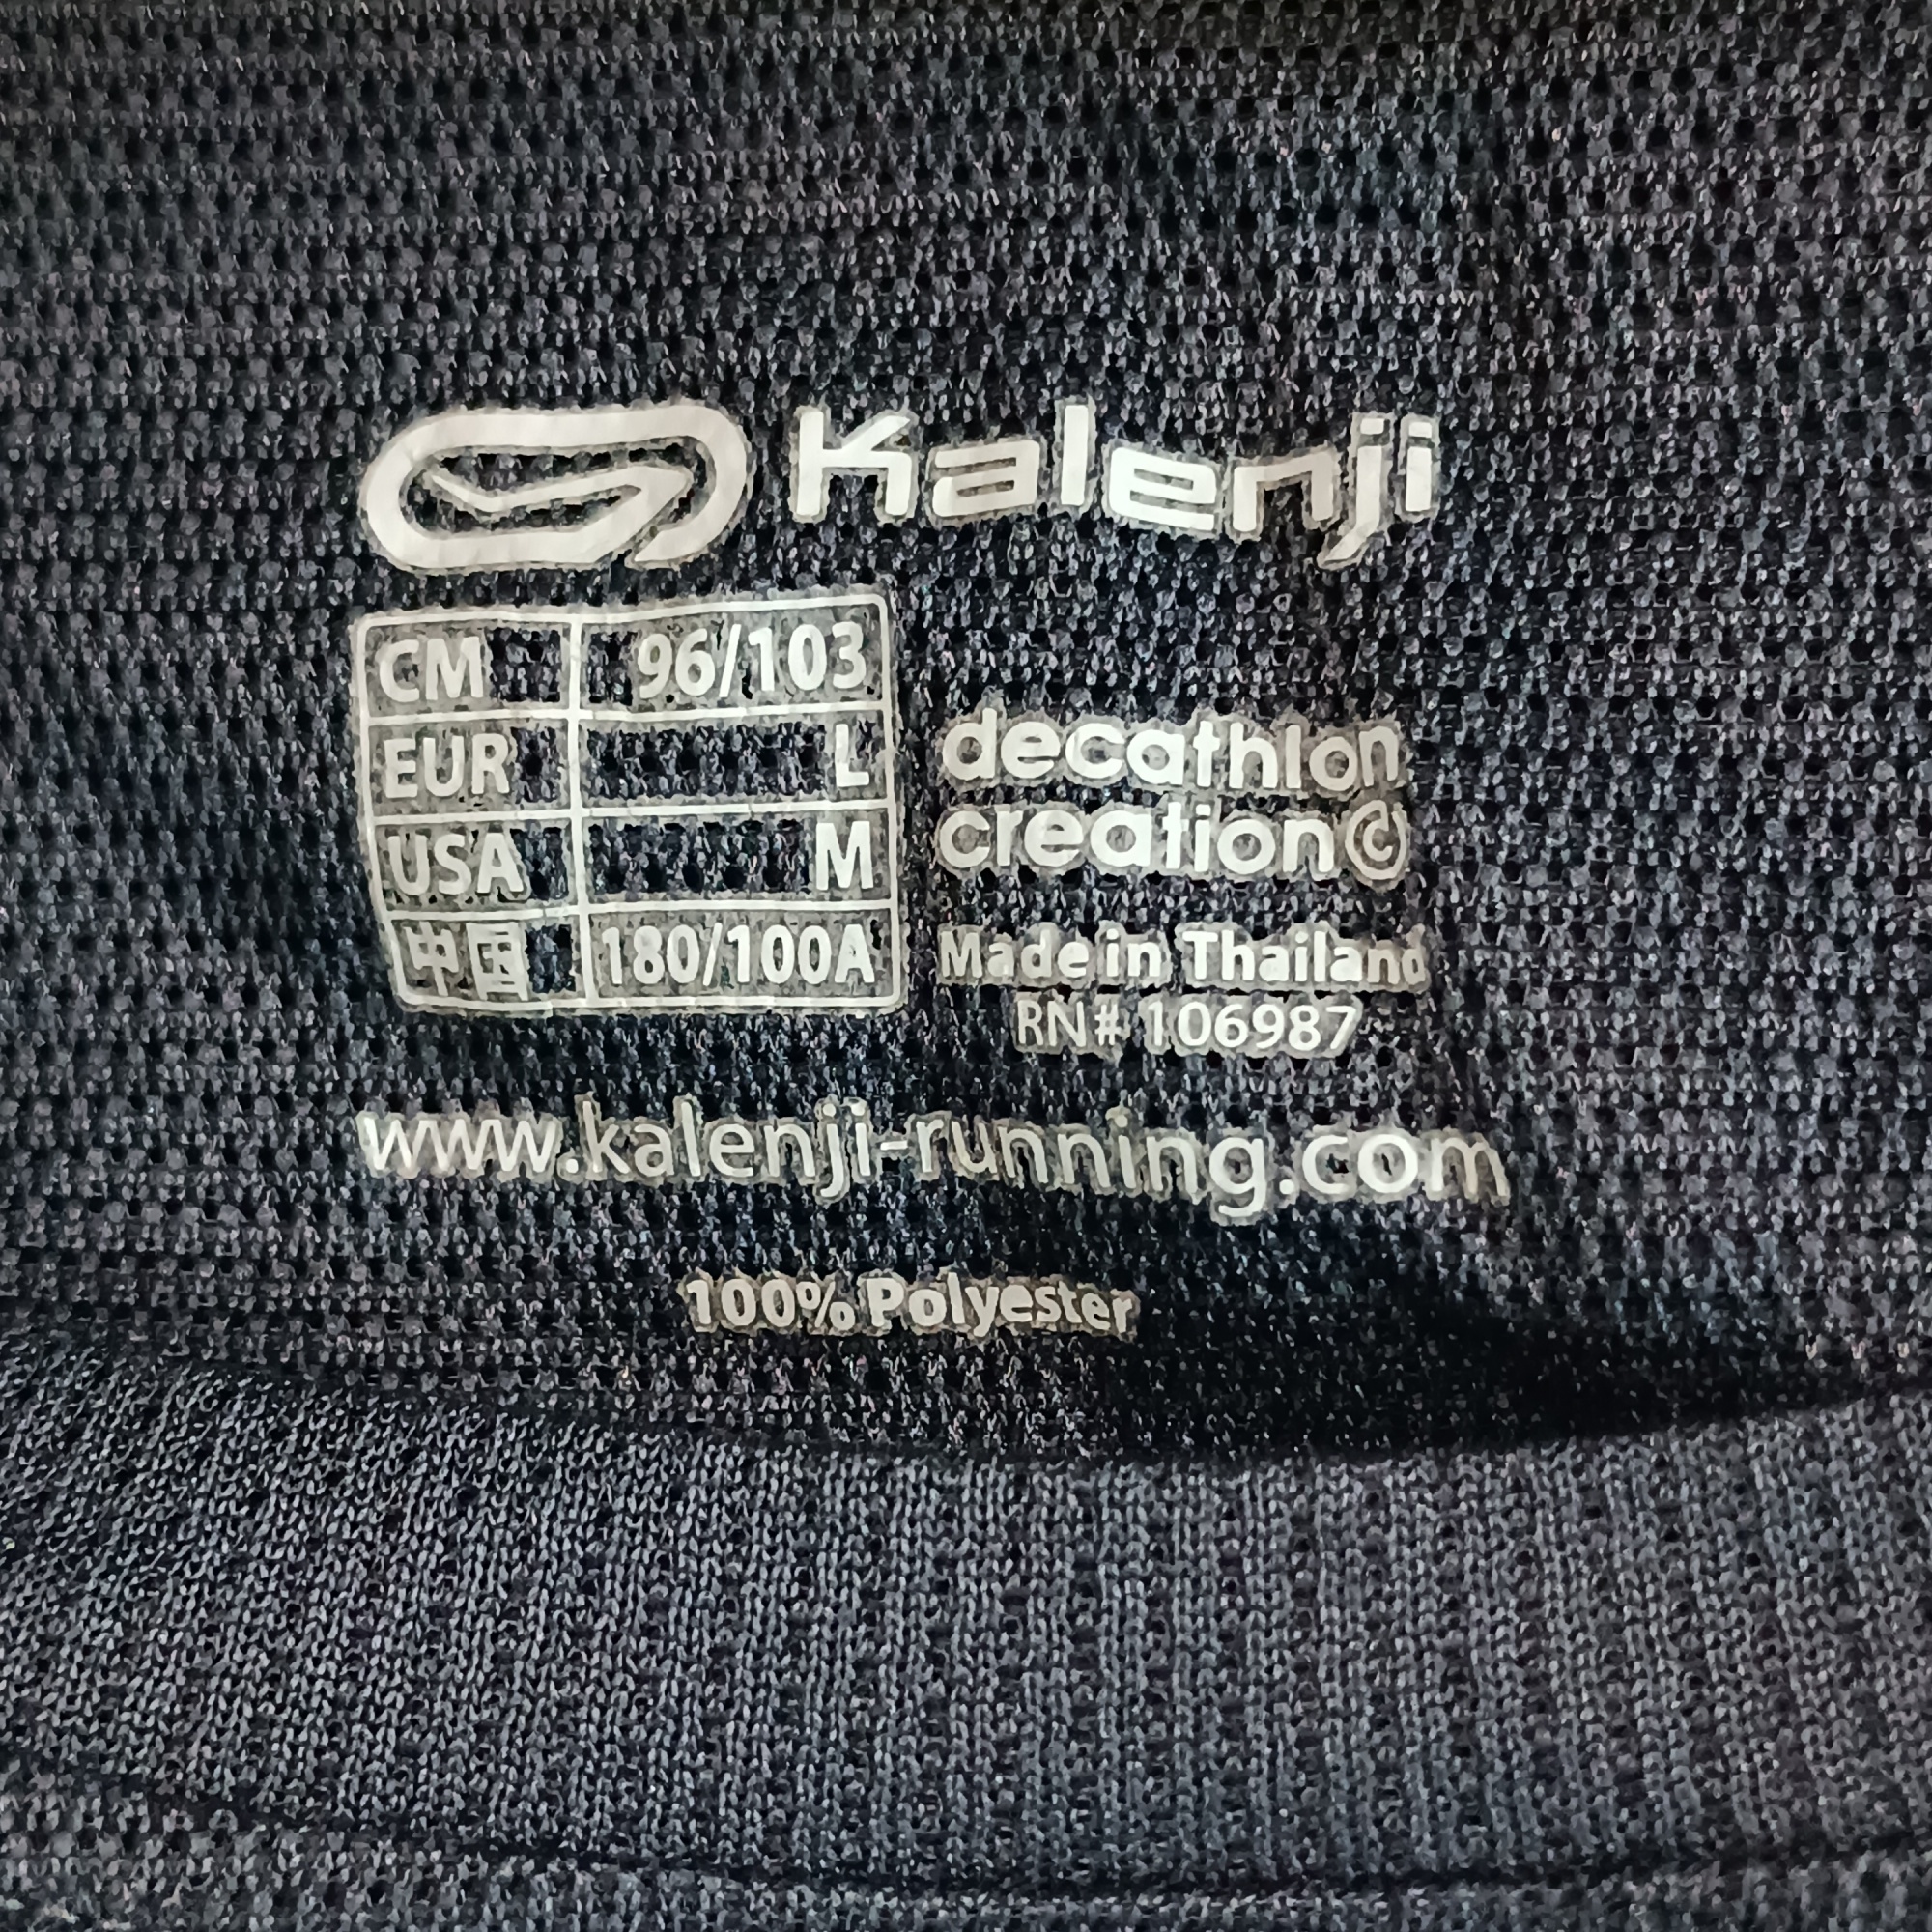 Kalenji
CM 96/103
EUR L
USA M
中国 180/100A
decathlon
creation©
Made in Thailand
RN# 106987
www.kalenji-running.com
100% Polyester